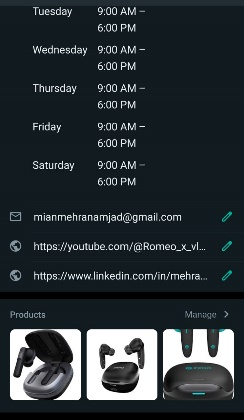 Tuesday 9:00 AM –
6:00 PM
Wednesday 9:00 AM –
6:00 PM
Thursday 9:00 AM –
6:00 PM
Friday 9:00 AM –
6:00 PM
Saturday 9:00 AM –
6:00 PM
mianmehranamjad@gmail.com
https://youtube.com/@Romeo_x_vl...
https://www.linkedin.com/in/mehra...
Products Manage